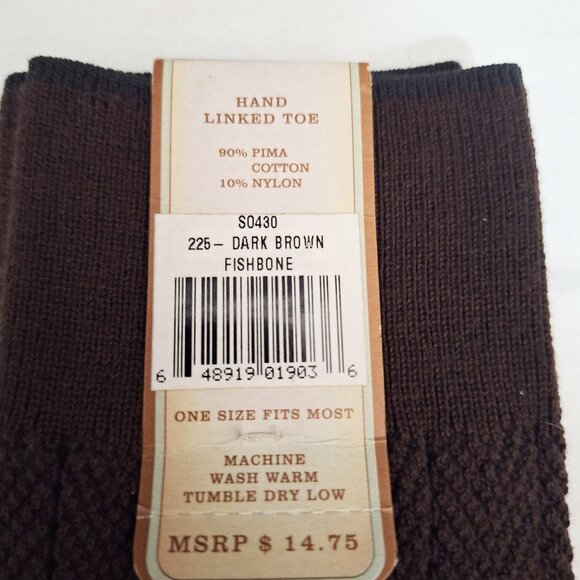 HAND
LINKED TOE
90% PIMA
COTTON
10% NYLON
S0430
225- DARK BROWN
FISHBONE
6 48919 01903 6
ONE SIZE FITS MOST
MACHINE
WASH WARM
TUMBLE DRY LOW
MSRP $ 14.75